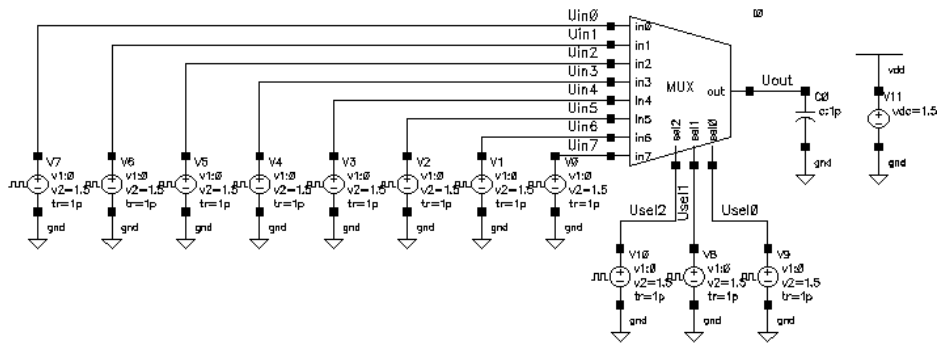 Uin0
Uin1
Uin2
Uin3
Uin4
Uin5
Uin6
Uin7
in0
in1
in2
in3
In4
In5
in6
in7
MUX
out
sel2
sel1
sel0
Uout
C0
c:1p
gnd
vdd
V11
vdc=1.5
gnd
V7
v1:0
v2=1.5
tr=1p
gnd
V6
v1:0
v2=1.5
tr=1p
gnd
V5
v1:0
v2=1.5
tr=1p
gnd
V4
v1:0
v2=1.5
tr=1p
gnd
V3
v1:0
v2=1.5
tr=1p
gnd
V2
v1:0
v2=1.5
tr=1p
gnd
V1
v1:0
v2=1.5
tr=1p
gnd
V0
v1:0
v2=1.5
tr=1p
gnd
Usel2
Usel1
Usel0
V10
v1:0
v2=1.5
tr=1p
gnd
V8
v1:0
v2=1.5
tr=1p
gnd
V9
v1:0
v2=1.5
tr=1p
gnd